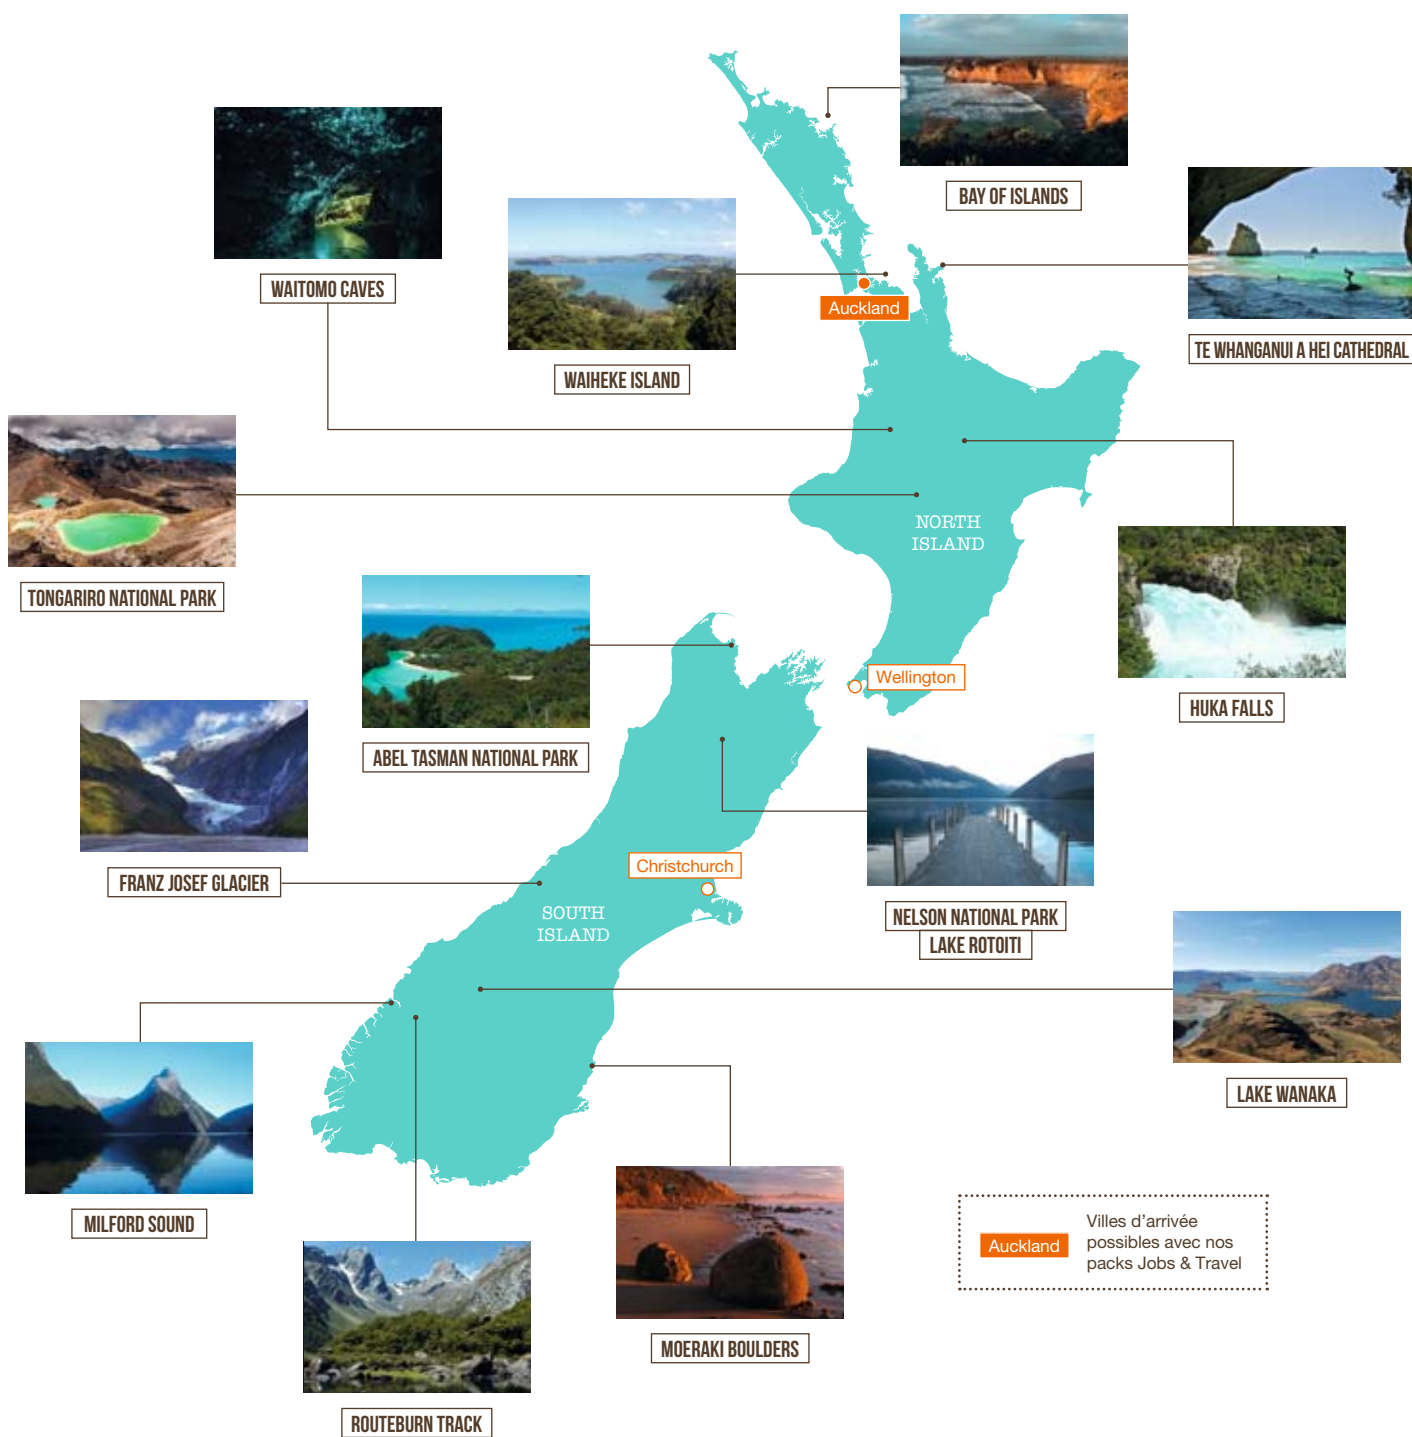 BAY OF ISLANDS
WAITOMO CAVES
Auckland
TE WHANGANUI A HEI CATHEDRAL
WAIHEKE ISLAND
NORTH
ISLAND
TONGARIRO NATIONAL PARK
Wellington
HUKA FALLS
ABEL TASMAN NATIONAL PARK
Christchurch
FRANZ JOSEF GLACIER
SOUTH
ISLAND
NELSON NATIONAL PARK
LAKE ROTOITI
LAKE WANAKA
MILFORD SOUND
Auckland
Villes d'arrivée
possibles avec nos
packs Jobs & Travel
MOERAKI BOULDERS
ROUTEBURN TRACK